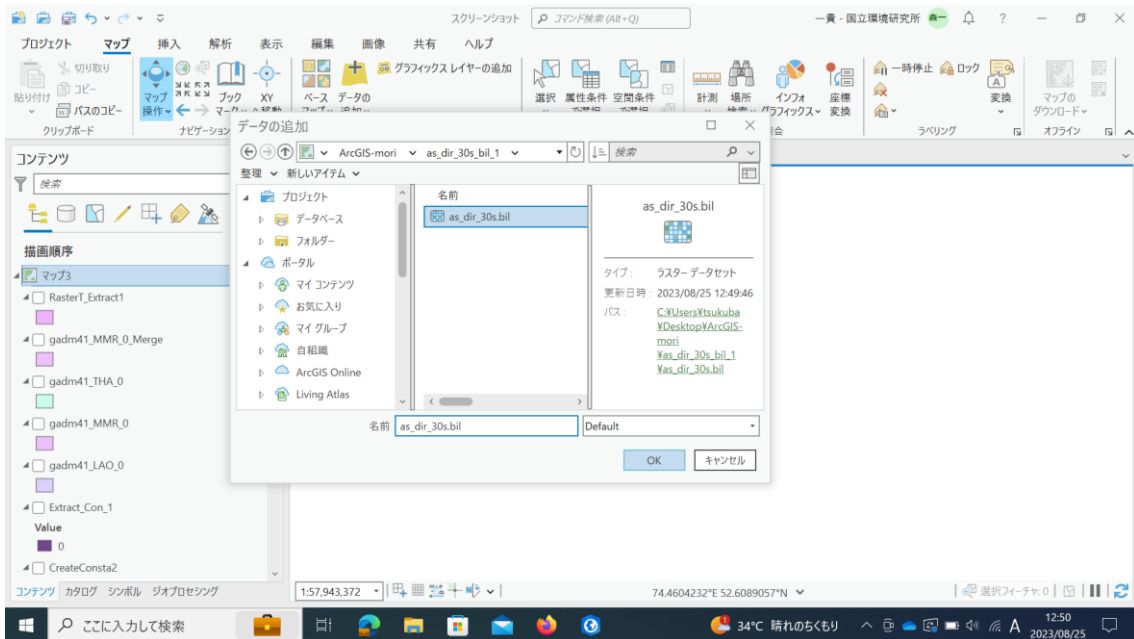 スクリーンショット
コマンド検索 (Alt+Q)
一貴 - 国立環境研究所
森一
?
プロジェクト マップ 挿入 解析 表示 編集 画像 共有 ヘルプ
切り取り
コピー
パスのコピー
貼り付け
クリップボード
マップ
操作
ブック
XY
ナビゲーション
ベース データの
グラフィックス レイヤーの追加
選択 属性条件 空間条件
計測 場所
インフォ
グラフィックス
座標
変換
一時停止 ロック
変換
ラベリング
マップの
ダウンロード
オフライン
データの追加
ArcGIS-mori as_dir_30s_bil_1
検索
整理 新しいアイテム
プロジェクト
データベース
フォルダー
ポータル
マイ コンテンツ
お気に入り
マイ グループ
自組織
ArcGIS Online
Living Atlas
名前
as_dir_30s.bil
as_dir_30s.bil
タイプ: ラスター データセット
更新日時: 2023/08/25 12:49:46
パス: C:¥Users¥tsukuba
¥Desktop¥ArcGIS-
mori
¥as_dir_30s_bil_1
¥as_dir_30s.bil
名前 as_dir_30s.bil Default
OK キャンセル
コンテンツ
検索
描画順序
マップ3
RasterT_Extract1
gadm41_MMR_0_Merge
gadm41_THA_0
gadm41_MMR_0
gadm41_LAO_0
Extract_Con_1
Value
0
CreateConsta2
コンテンツ カタログ シンボル ジオプロセシング
1:57,943,372
74.4604232°E 52.6089057°N
選択フィーチャ: 0
ここに入力して検索
34°C 晴れのちくもり
A
12:50
2023/08/25